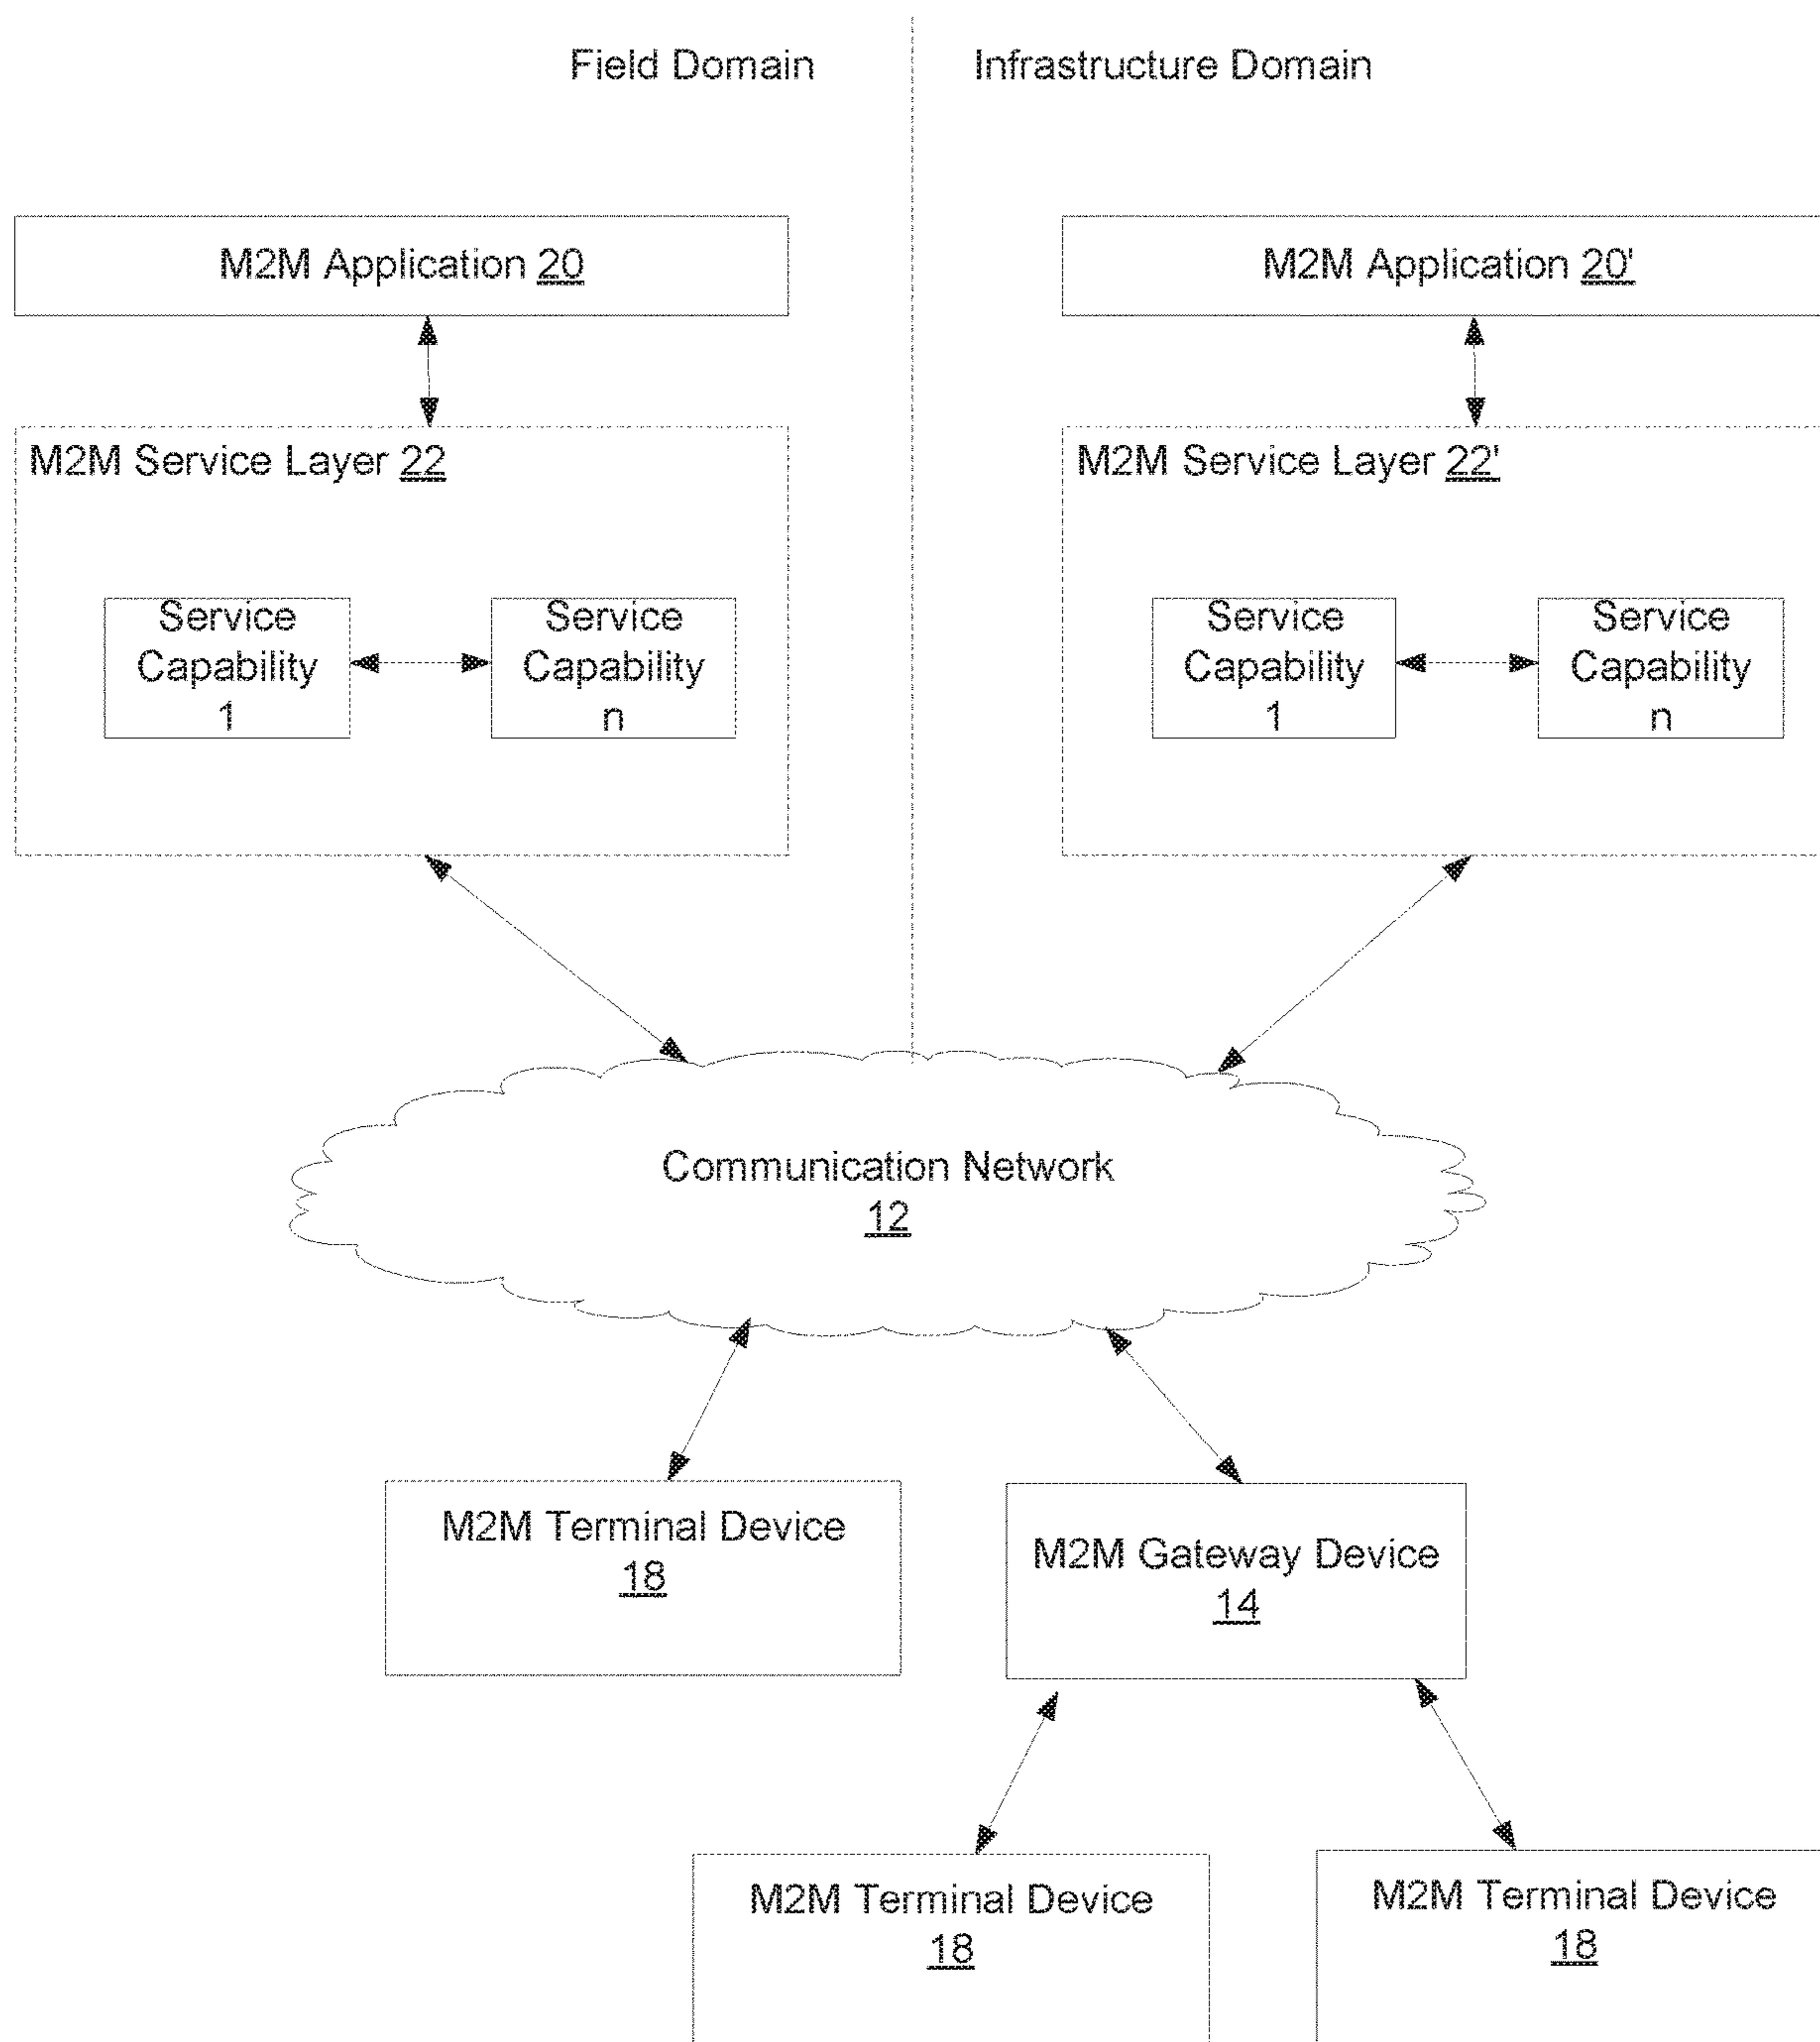 Field Domain
Infrastructure Domain
M2M Application 20
M2M Application 20'
M2M Service Layer 22
M2M Service Layer 22'
Service
Capability
1
Service
Capability
n
Service
Capability
1
Service
Capability
n
Communication Network
12
M2M Terminal Device
18
M2M Gateway Device
14
M2M Terminal Device
18
M2M Terminal Device
18